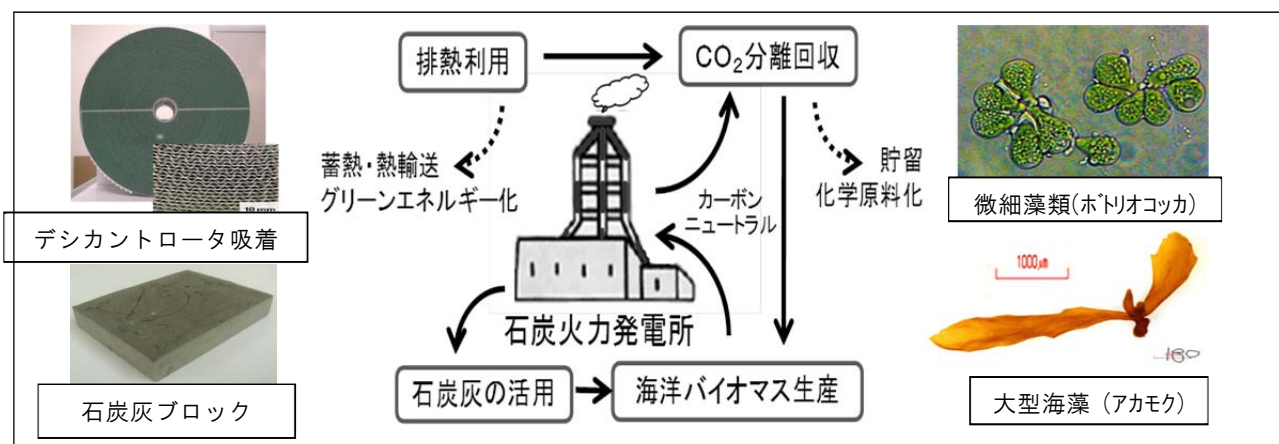 排熱利用
CO₂分離回収
蓄熱・熱輸送
グリーンエネルギー化
貯留
化学原料化
カーボン
ニュートラル
10 mm
デシカントロータ吸着
微細藻類(ﾎﾞﾄﾘｵｺｯｶ)
1000μm
石炭火力発電所
石炭灰の活用
海洋バイオマス生産
180
石炭灰ブロック
大型海藻（アカモク）